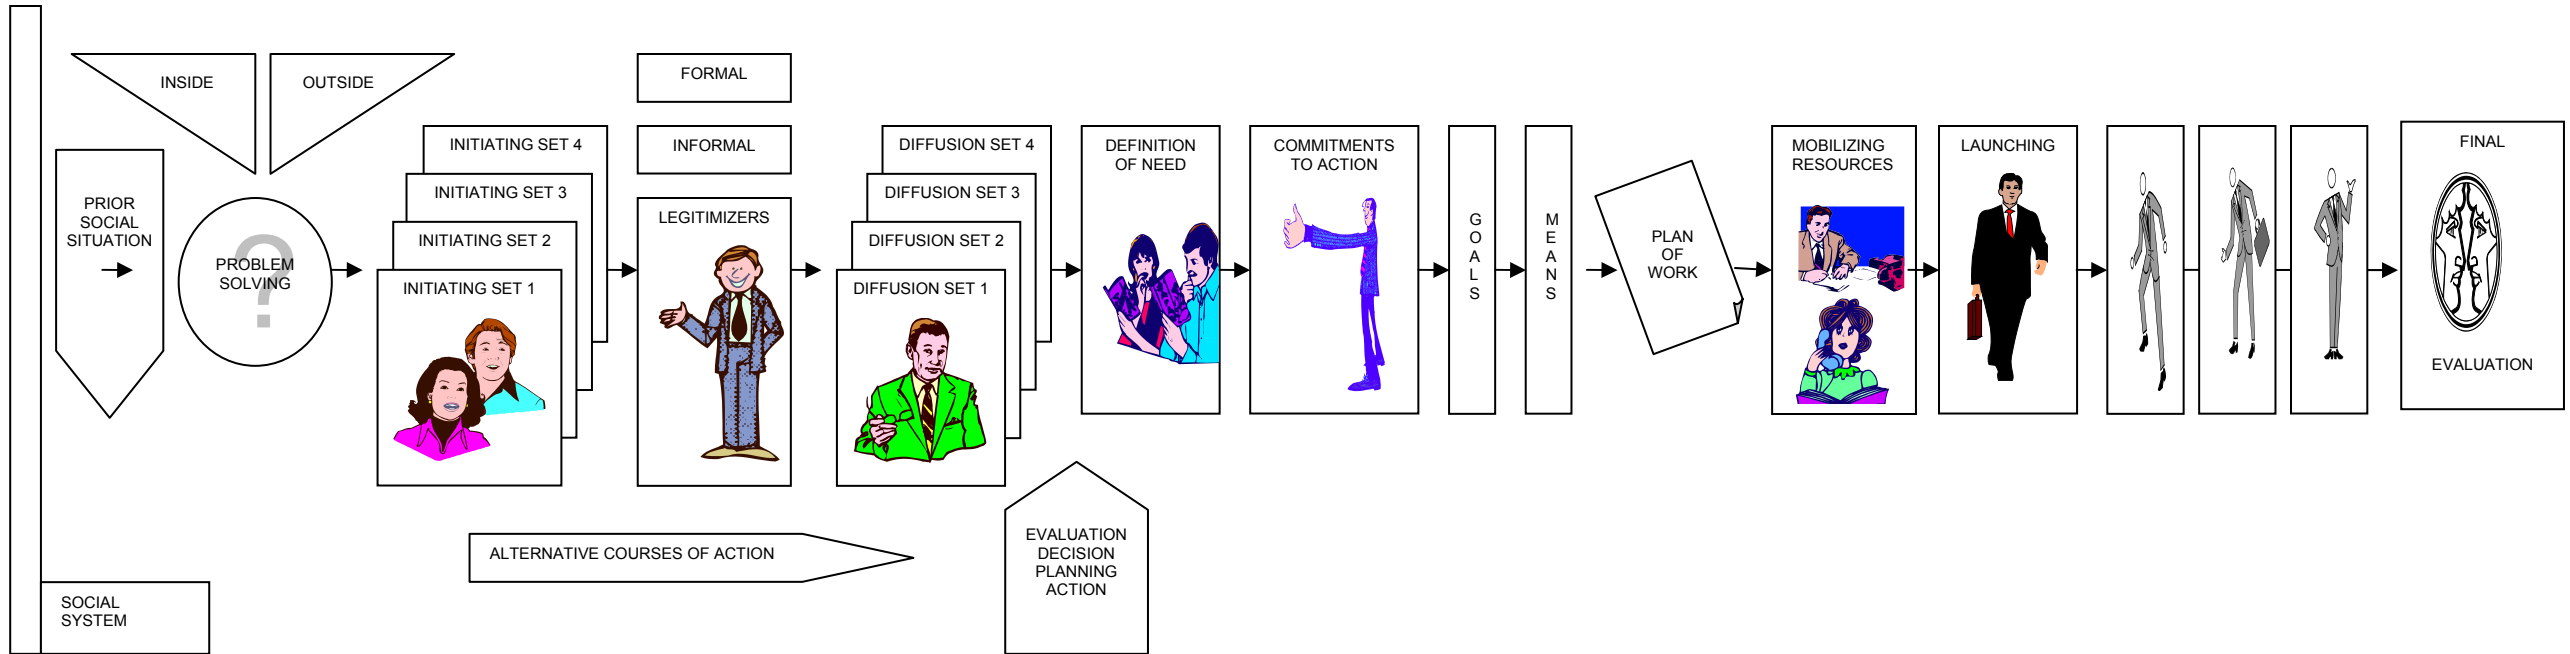 INSIDE
OUTSIDE
PRIOR
SOCIAL
SITUATION
?
PROBLEM
SOLVING
INITIATING SET 4
INITIATING SET 3
INITIATING SET 2
INITIATING SET 1
FORMAL
INFORMAL
LEGITIMIZERS
DIFFUSION SET 4
DIFFUSION SET 3
DIFFUSION SET 2
DIFFUSION SET 1
DEFINITION
OF NEED
COMMITMENTS
TO ACTION
G
O
A
L
S
M
E
A
N
S
PLAN
OF
WORK
MOBILIZING
RESOURCES
LAUNCHING
FINAL
EVALUATION
ALTERNATIVE COURSES OF ACTION
EVALUATION
DECISION
PLANNING
ACTION
SOCIAL
SYSTEM